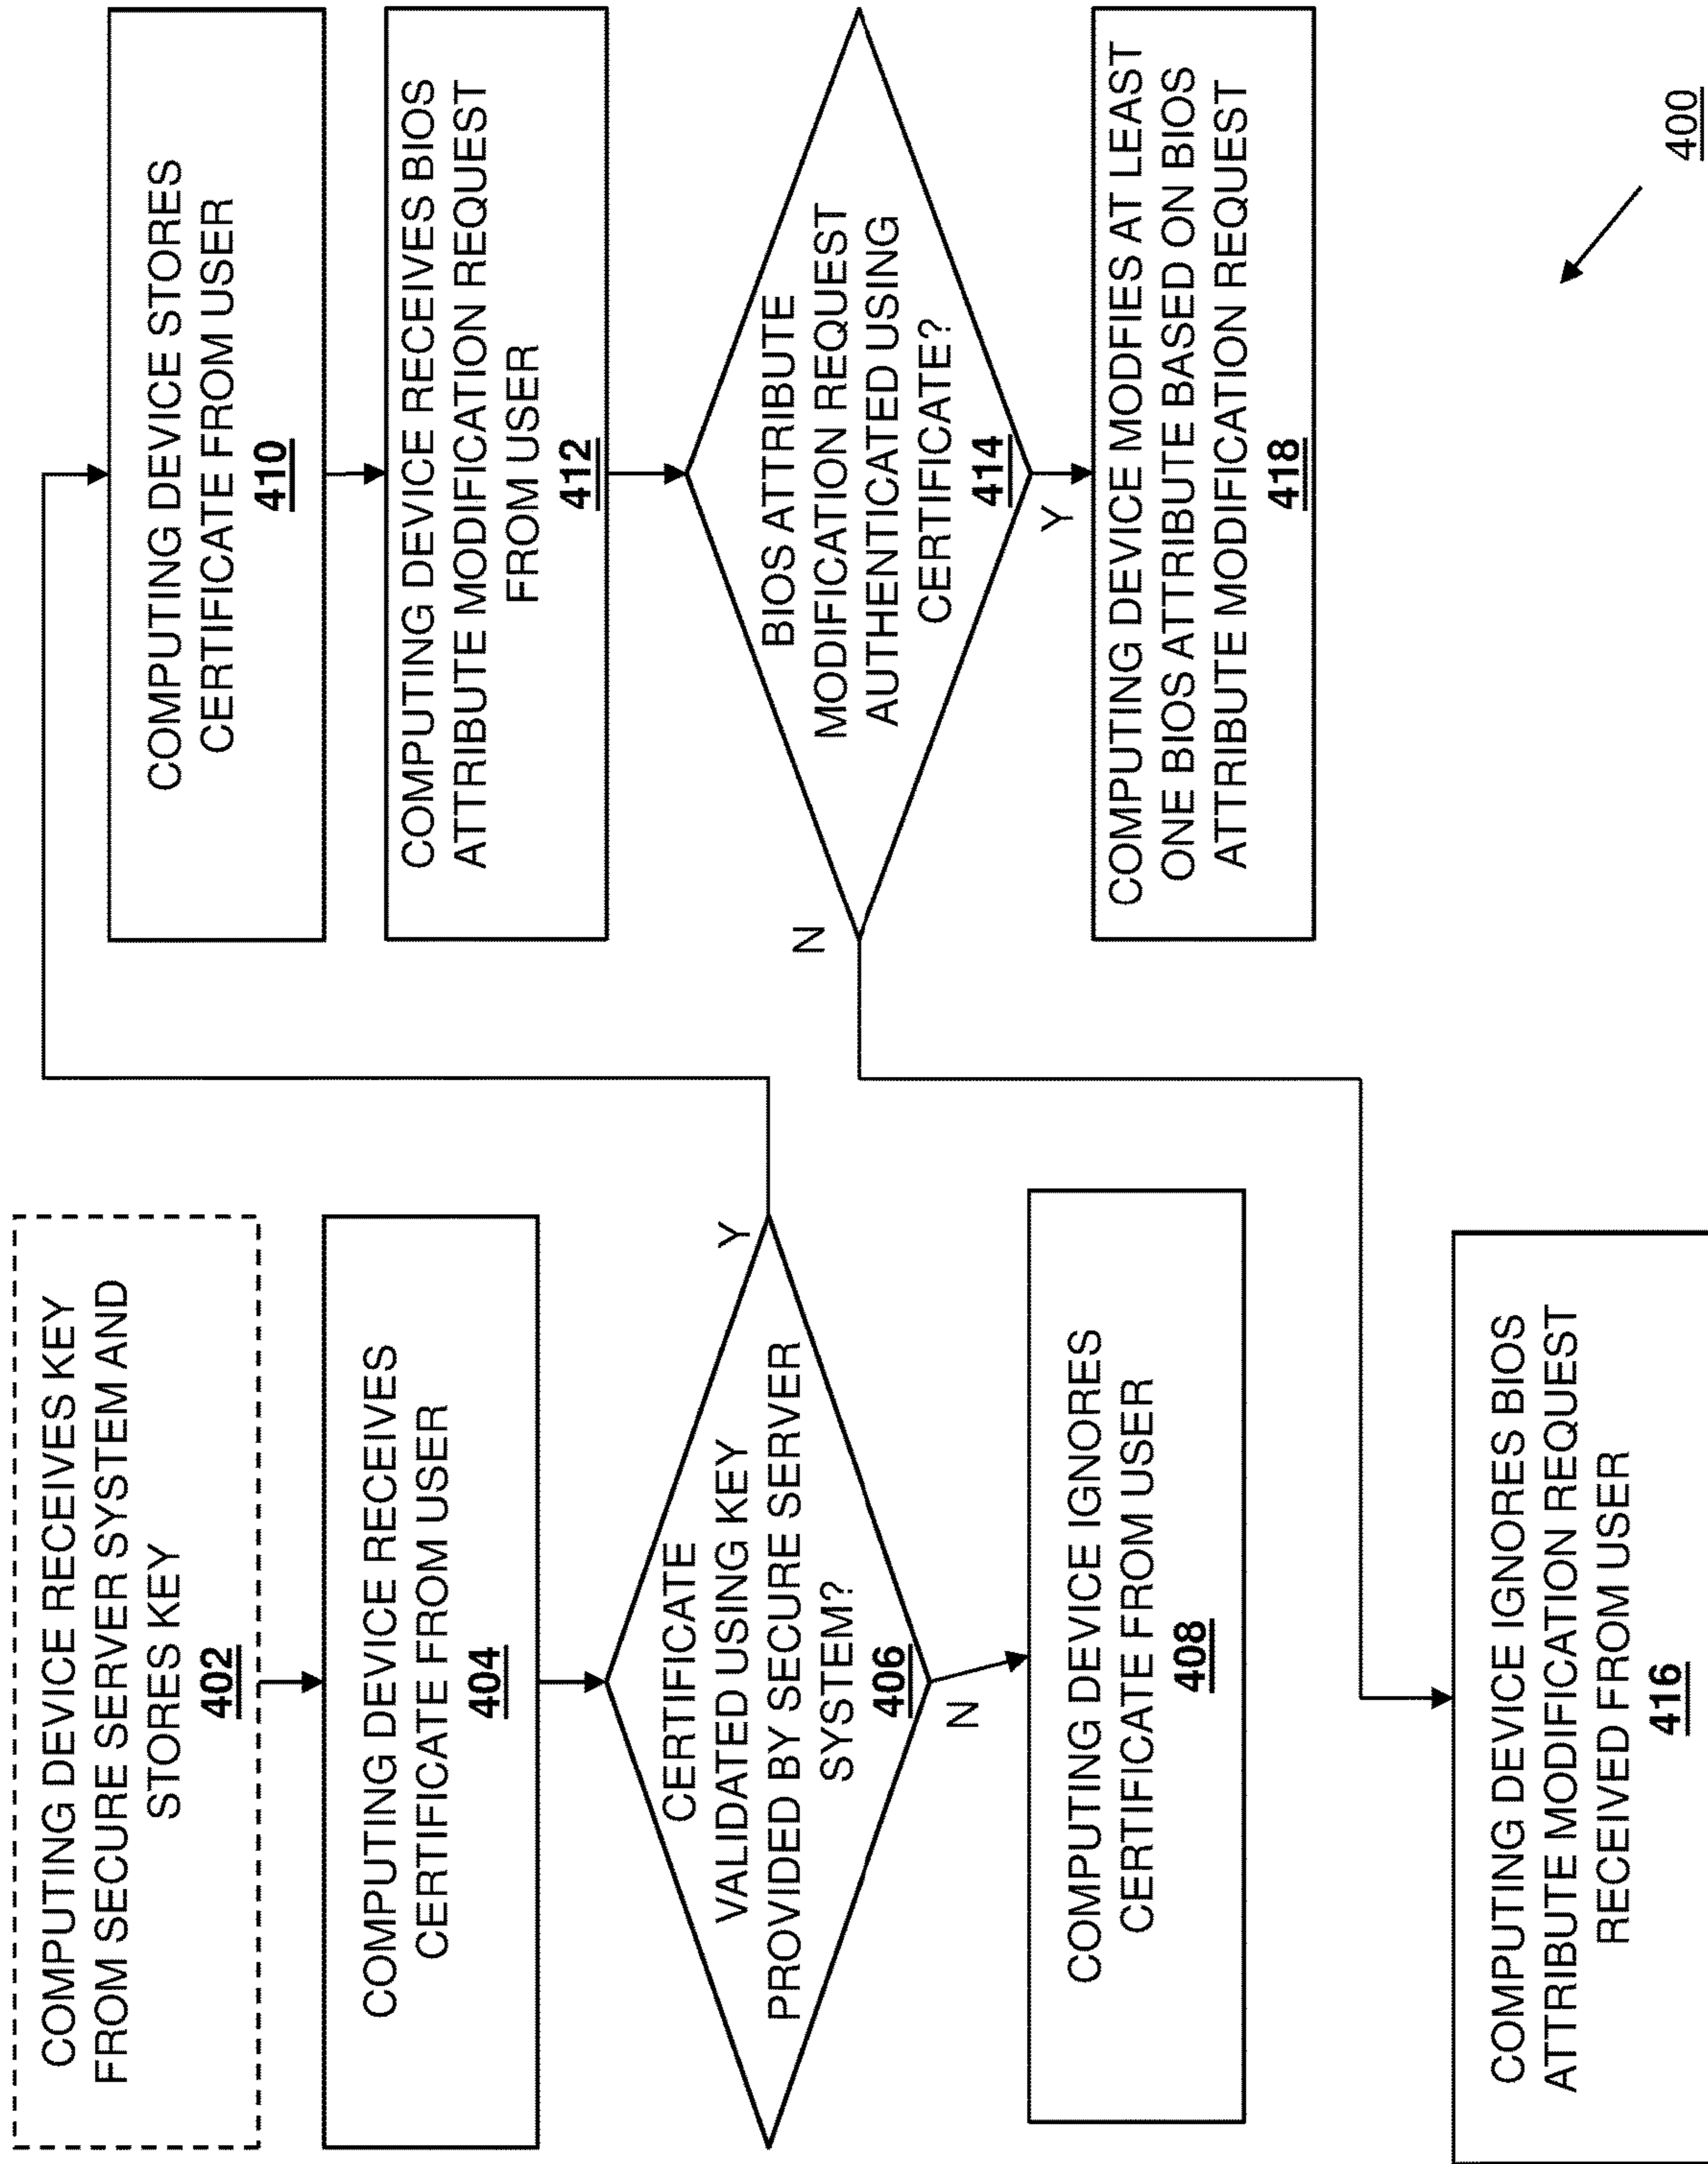 COMPUTING DEVICE RECEIVES KEY
FROM SECURE SERVER SYSTEM AND
STORES KEY
402
COMPUTING DEVICE RECEIVES
CERTIFICATE FROM USER
404
CERTIFICATE
VALIDATED USING KEY
PROVIDED BY SECURE SERVER
SYSTEM?
406
Y
N
COMPUTING DEVICE IGNORES
CERTIFICATE FROM USER
408
COMPUTING DEVICE STORES
CERTIFICATE FROM USER
410
COMPUTING DEVICE RECEIVES BIOS
ATTRIBUTE MODIFICATION REQUEST
FROM USER
412
BIOS ATTRIBUTE
MODIFICATION REQUEST
AUTHENTICATED USING
CERTIFICATE?
414
N
Y
COMPUTING DEVICE IGNORES BIOS
ATTRIBUTE MODIFICATION REQUEST
RECEIVED FROM USER
416
COMPUTING DEVICE MODIFIES AT LEAST
ONE BIOS ATTRIBUTE BASED ON BIOS
ATTRIBUTE MODIFICATION REQUEST
418
400